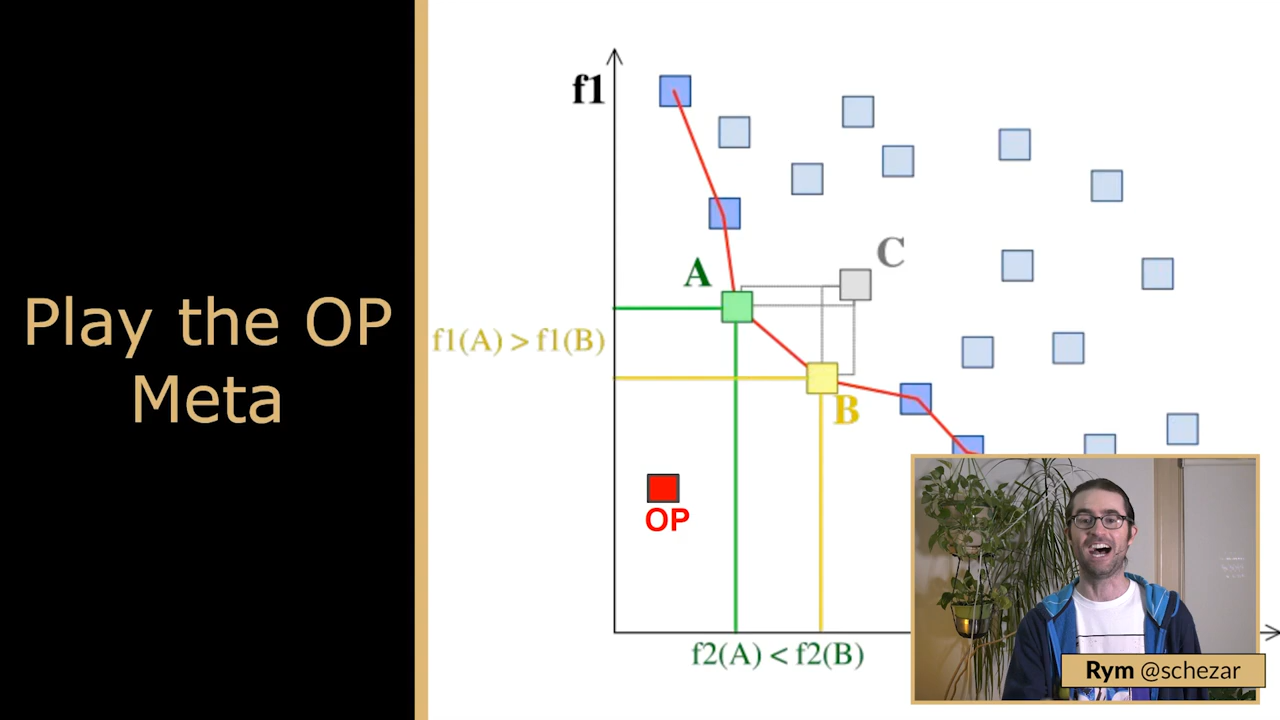 Play the OP
Meta
f1
A
C
f1(A) > f1(B)
B
OP
f2(A) < f2(B)
Rym @schezar